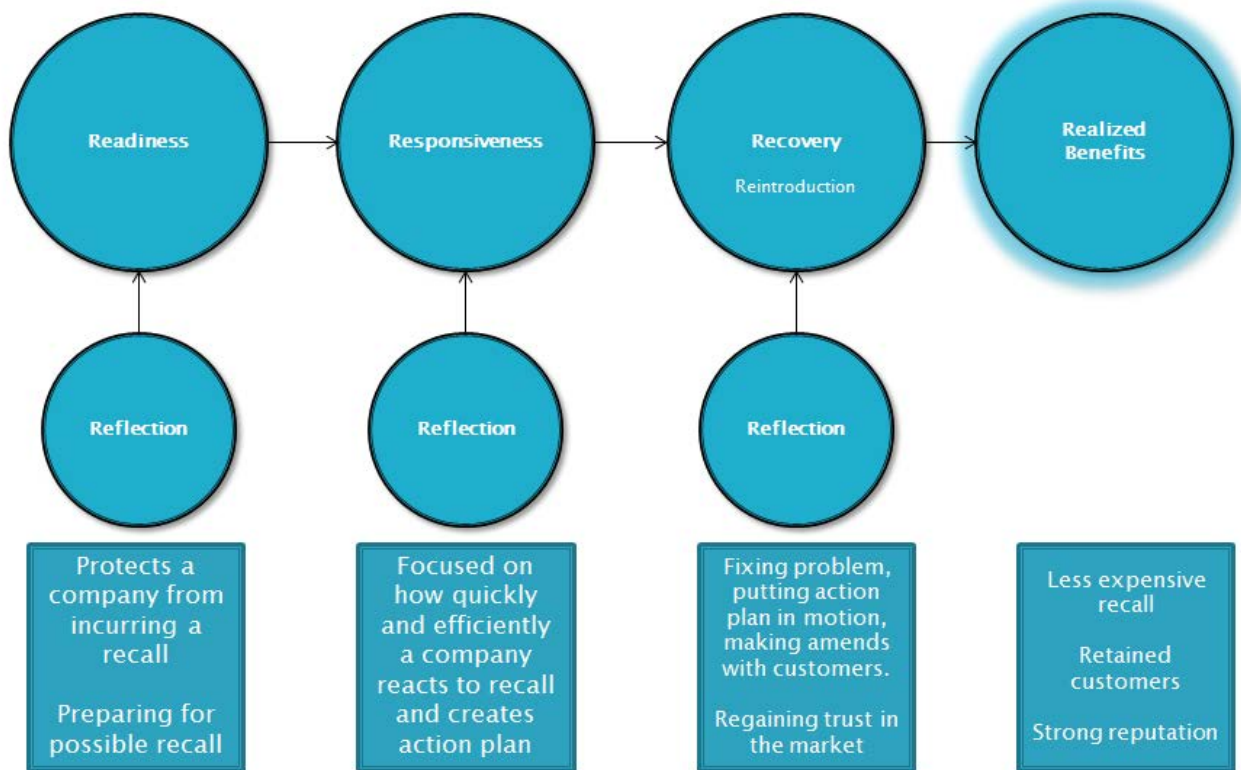 Readiness
Responsiveness
Recovery
Reintroduction
Realized
Benefits
Reflection
Reflection
Reflection
Protects a
company from
incurring a
recall
Preparing for
possible recall
Focused on
how quickly
and efficiently
a company
reacts to recall
and creates
action plan
Fixing problem,
putting action
plan in motion,
making amends
with customers.
Regaining trust in
the market
Less expensive
recall
Retained
customers
Strong reputation